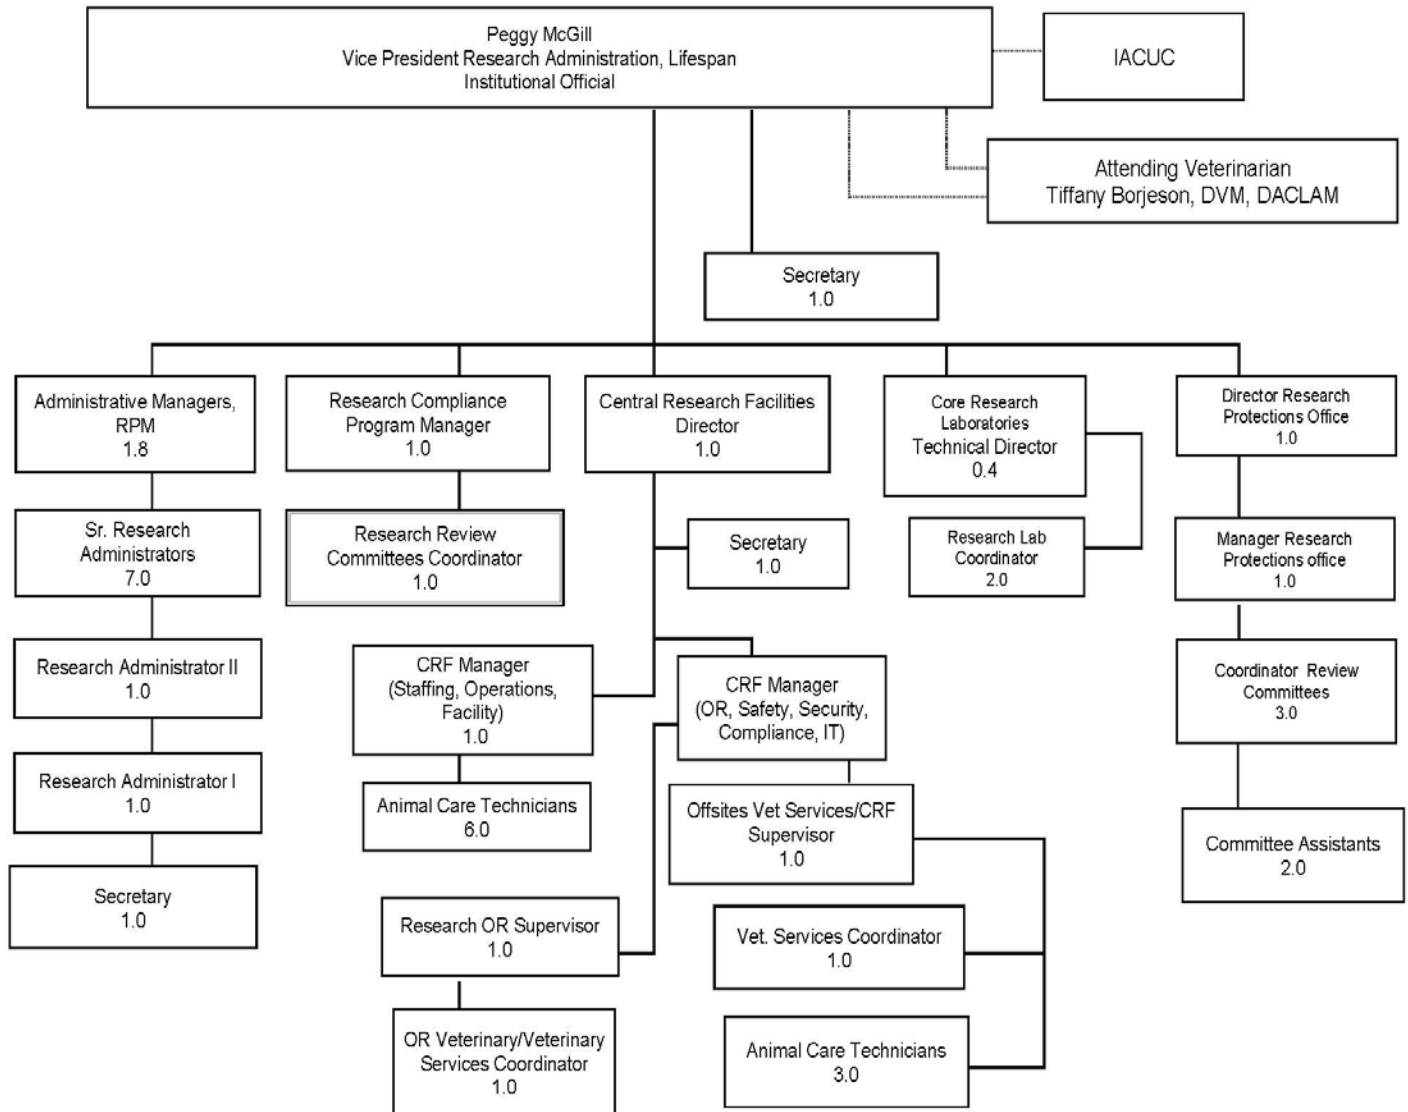 Peggy McGill
Vice President Research Administration, Lifespan
Institutional Official
IACUC
Attending Veterinarian
Tiffany Borjeson, DVM, DACLAM
Secretary
1.0
Administrative Managers,
RPM
1.8
Research Compliance
Program Manager
1.0
Central Research Facilities
Director
1.0
Core Research
Laboratories
Technical Director
0.4
Director Research
Protections Office
1.0
Sr. Research
Administrators
7.0
Research Review
Committees Coordinator
1.0
Secretary
1.0
Research Lab
Coordinator
2.0
Manager Research
Protections office
1.0
Research Administrator II
1.0
CRF Manager
(Staffing, Operations,
Facility)
1.0
CRF Manager
(OR, Safety, Security,
Compliance, IT)
Coordinator Review
Committees
3.0
Research Administrator I
1.0
Animal Care Technicians
6.0
Offsites Vet Services/CRF
Supervisor
1.0
Committee Assistants
2.0
Secretary
1.0
Research OR Supervisor
1.0
Vet. Services Coordinator
1.0
OR Veterinary/Veterinary
Services Coordinator
1.0
Animal Care Technicians
3.0